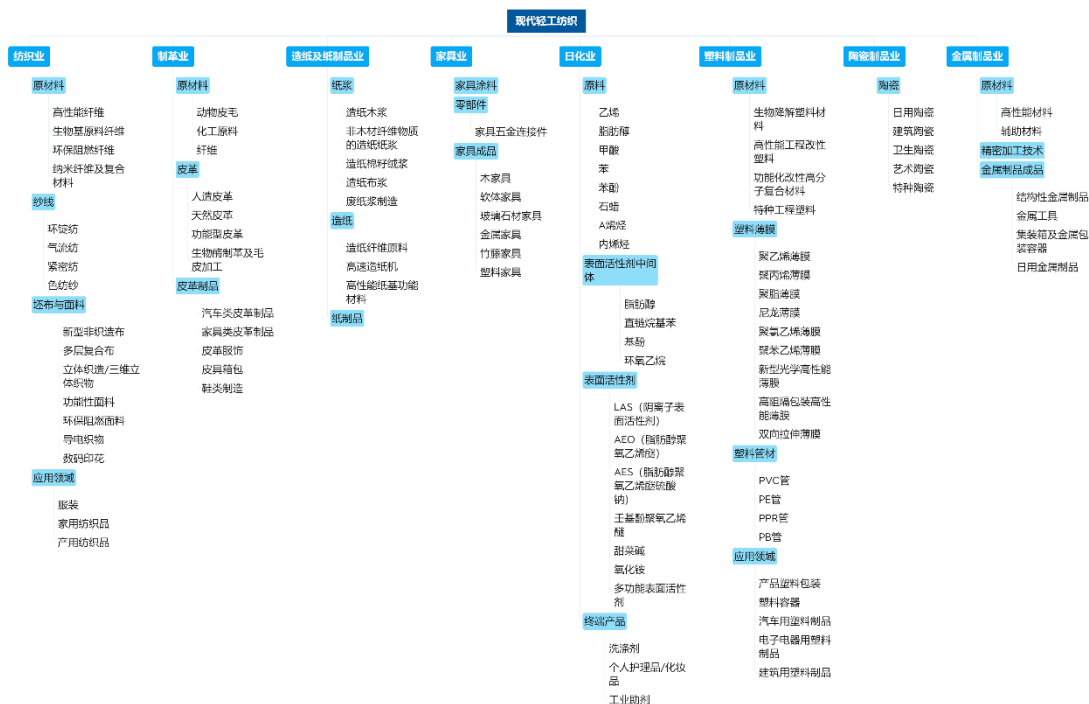 现代轻工纺织
纺织业
原材料
高性能纤维
生物基原料纤维
环保阻燃纤维
纳米纤维及复合
材料
纱线
环锭纺
气流纺
紧密纺
色纺纱
坯布与面料
新型非织造布
多层复合布
立体织造/三维立
体织物
功能性面料
环保阻燃面料
导电织物
数码印花
应用领域
服装
家用纺织品
产用纺织品
制革业
原材料
动物皮毛
化工原料
纤维
皮革
人造皮革
天然皮革
功能型皮革
生物酶制革及毛
皮加工
皮革制品
汽车类皮革制品
家具类皮革制品
皮革服饰
皮具箱包
鞋类制造
造纸及纸制品业
纸浆
造纸木浆
非木材纤维物质
的造纸纸浆
造纸棉籽绒浆
造纸布浆
废纸浆制造
造纸
造纸纤维原料
高速造纸机
高性能纸基功能
材料
纸制品
家具业
家具涂料
零部件
家具五金连接件
家具成品
木家具
软体家具
玻璃石材家具
金属家具
竹藤家具
塑料家具
日化业
原料
乙烯
脂肪醇
甲酸
苯
苯酚
石蜡
A烯烃
内烯烃
表面活性剂中间
体
脂肪醇
直链烷基苯
基酚
环氧乙烷
表面活性剂
LAS（阴离子表
面活性剂）
AEO（脂肪醇聚
氧乙烯醚）
AES（脂肪醇聚
氧乙烯醚硫酸
钠）
壬基酚聚氧乙烯
醚
甜菜碱
氧化铵
多功能表面活性
剂
终端产品
洗涤剂
个人护理品/化妆
品
工业助剂
塑料制品业
原材料
生物降解塑料材
料
高性能工程改性
塑料
功能化改性高分
子复合材料
特种工程塑料
塑料薄膜
聚乙烯薄膜
聚丙烯薄膜
聚脂薄膜
尼龙薄膜
聚氯乙烯薄膜
聚苯乙烯薄膜
新型光学高性能
薄膜
高阻隔包装高性
能薄膜
双向拉伸薄膜
塑料管材
PVC管
PE管
PPR管
PB管
应用领域
产品塑料包装
塑料容器
汽车用塑料制品
电子电器用塑料
制品
建筑用塑料制品
陶瓷制品业
陶瓷
日用陶瓷
建筑陶瓷
卫生陶瓷
艺术陶瓷
特种陶瓷
金属制品业
原材料
高性能材料
辅助材料
精密加工技术
金属制品成品
结构性金属制品
金属工具
集装箱及金属包
装容器
日用金属制品